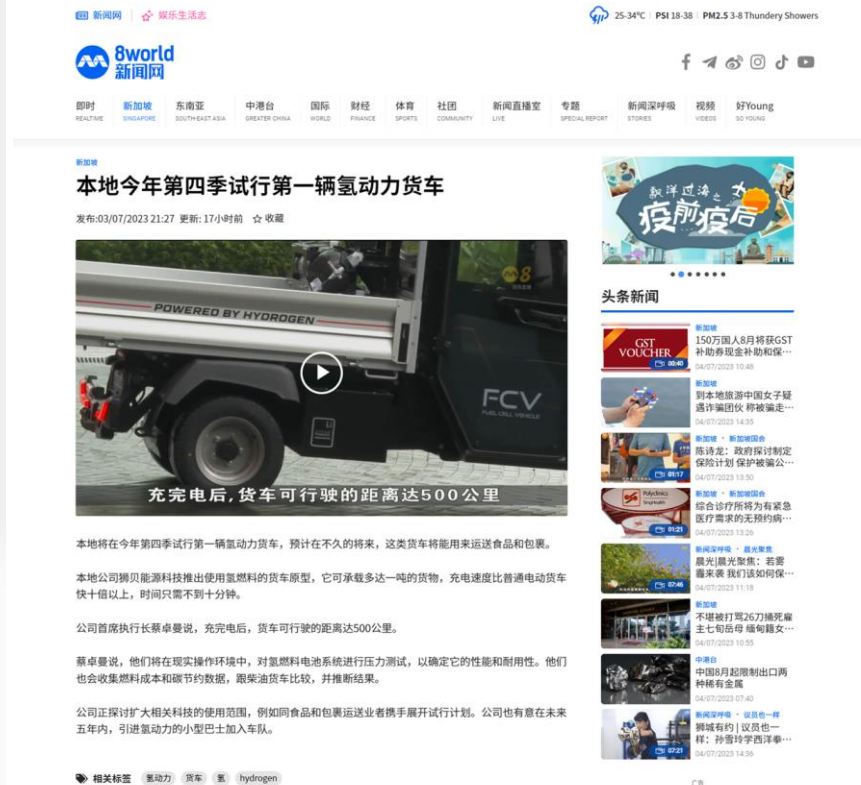 新闻网
娱乐生活志
25-34°C PSI 18-38 PM2.5 3-8 Thundery Showers
8world
新闻网
即时 新加坡 东南亚 中港台 国际 财经 体育 社团 新闻直播室 专题 新闻深呼吸 视频 好Young
REALTIME SINGAPORE SOUTH-EAST ASIA GREATER CHINA WORLD FINANCE SPORTS COMMUNITY LIVE SPECIAL REPORT STORIES VIDEOS SO YOUNG
新加坡
本地今年第四季试行第一辆氢动力货车
发布:03/07/2023 21:27 更新: 17小时前 收藏
8
POWERED BY HYDROGEN
FCV
FUEL CELL VEHICLE
充完电后,货车可行驶的距离达500公里
本地将在今年第四季试行第一辆氢动力货车，预计在不久的将来，这类货车将能用来运送食品和包裹。
本地公司狮贝能源科技推出使用氢燃料的货车原型，它可承载多达一吨的货物，充电速度比普通电动货车
快十倍以上，时间只需不到十分钟。
公司首席执行长蔡卓曼说，充完电后，货车可行驶的距离达500公里。
蔡卓曼说，他们将在现实操作环境中，对氢燃料电池系统进行压力测试，以确定它的性能和耐用性。他们
也会收集燃料成本和碳节约数据，跟柴油货车比较，并推断结果。
公司正探讨扩大相关科技的使用范围，例如同食品和包裹运送业者携手展开试行计划。公司也有意在未来
五年内，引进氢动力的小型巴士加入车队。
相关标签 氢动力 货车 氢 hydrogen
飘洋过海之
疫前疫后
头条新闻
GST
VOUCHER
00:40
新加坡
150万国人8月将获GST
补助券现金补助和保…
04/07/2023 10:48
新加坡
到本地旅游中国女子疑
遇诈骗团伙 称被骗走…
04/07/2023 14:55
01:17
新加坡 · 新加坡国会
陈诗龙：政府探讨制定
保险计划 保护被骗公…
04/07/2023 13:50
Polyclinics
SingHealth
01:21
新加坡 · 新加坡国会
综合诊疗所将为有紧急
医疗需求的无预约病…
04/07/2023 13:26
07:46
新闻深呼吸 · 晨光聚焦
晨光|晨光聚焦：若雾
霾来袭 我们该如何保…
04/07/2023 11:18
新加坡
不堪被打骂26刀捅死雇
主七旬岳母 缅甸籍女…
04/07/2023 10:55
中港台
中国8月起限制出口两
种稀有金属
04/07/2023 07:40
07:21
新闻深呼吸 · 议员也一样
狮城有约 | 议员也一
样：孙雪玲学西洋拳…
04/07/2023 14:36